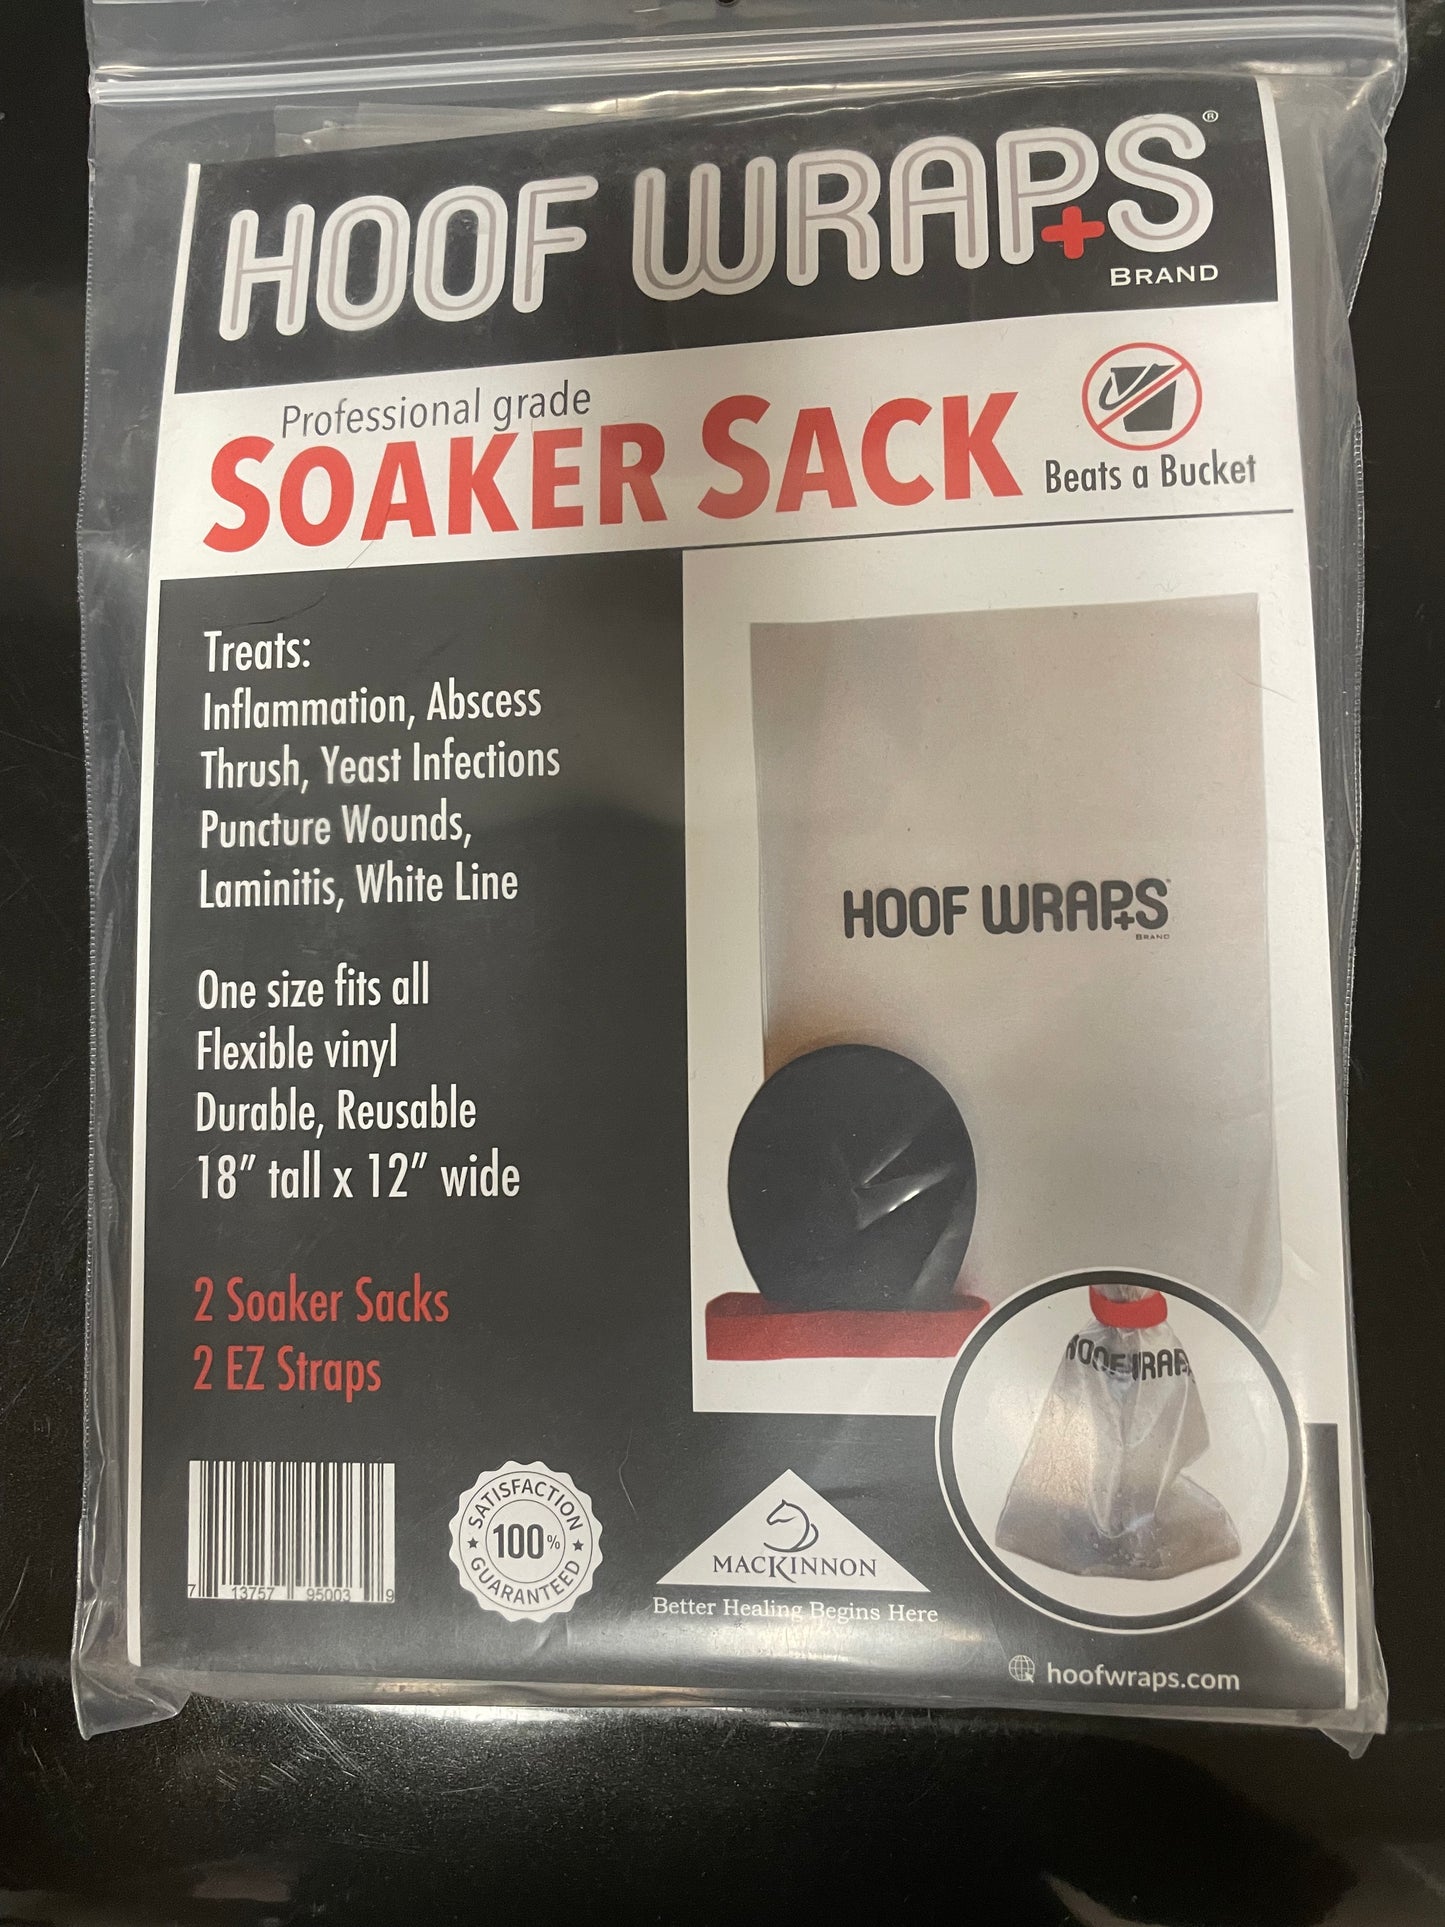 HOOF WRAPS®
BRAND
Professional grade
SOAKER SACK
Beats a Bucket
Treats:
Inflammation, Abscess
Thrush, Yeast Infections
Puncture Wounds,
Laminitis, White Line
One size fits all
Flexible vinyl
Durable, Reusable
18” tall x 12” wide
2 Soaker Sacks
2 EZ Straps
HOOF WRAPS
BRAND
HOOF WRAP
7 13757 95003 9
SATISFACTION
100%
GUARANTEED
MACKINNON
Better Healing Begins Here
hoofwraps.com